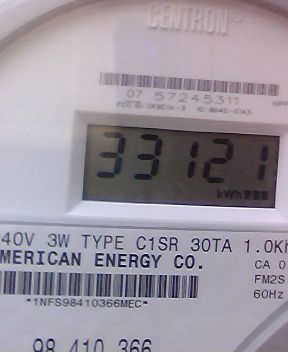 CENTRON
07 57245311
33121
kWh
40V 3W TYPE C1SR 30TA 1.0Kh
MERICAN ENERGY CO.
CA 0
FM2S
60Hz
*1NFS98410366MEC*
98 410 366